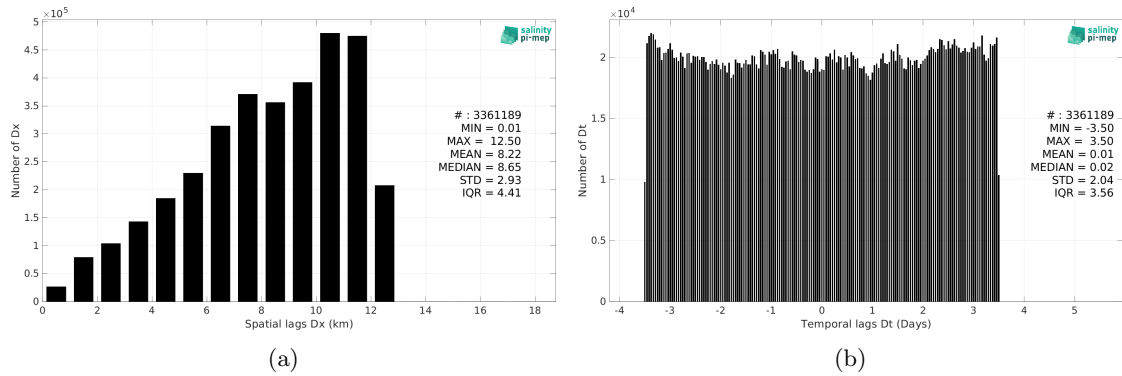 ×10⁵
5
4.5
4
3.5
3
2.5
2
1.5
1
0.5
0
Number of Dx
0 2 4 6 8 10 12 14 16 18
Spatial lags Dx (km)
salinity
pi-mep
# : 3361189
MIN = 0.01
MAX = 12.50
MEAN = 8.22
MEDIAN = 8.65
STD = 2.93
IQR = 4.41
(a)
×10⁴
2
1.5
1
0.5
0
Number of Dt
-4 -3 -2 -1 0 1 2 3 4 5
Temporal lags Dt (Days)
salinity
pi-mep
# : 3361189
MIN = -3.50
MAX = 3.50
MEAN = 0.01
MEDIAN = 0.02
STD = 2.04
IQR = 3.56
(b)